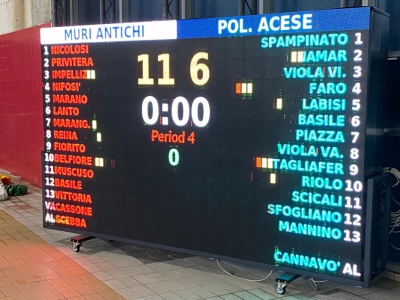 MURI ANTICHI POL. ACESE
1 NICOLOSI
2 PRIVITERA
3 IMPELLIZ
4 NIFOSI'
5 MARANO
6 LANTO
7 MARANG.
8 REINA
9 FIORITO
10 BELFIORE
11 MUSCUSO
12 BASILE
13 VITTORIA
VA CASSONE
AL SCEBBA
11 6
0:00
Period 4
0
SPAMPINATO 1
AMAR 2
VIOLA VI. 3
FARO 4
LABISI 5
BASILE 6
PIAZZA 7
VIOLA VA. 8
TAGLIAFER 9
RIOLO 10
SCICALI 11
SFOGLIANO 12
MANNINO 13
CANNAVO' AL